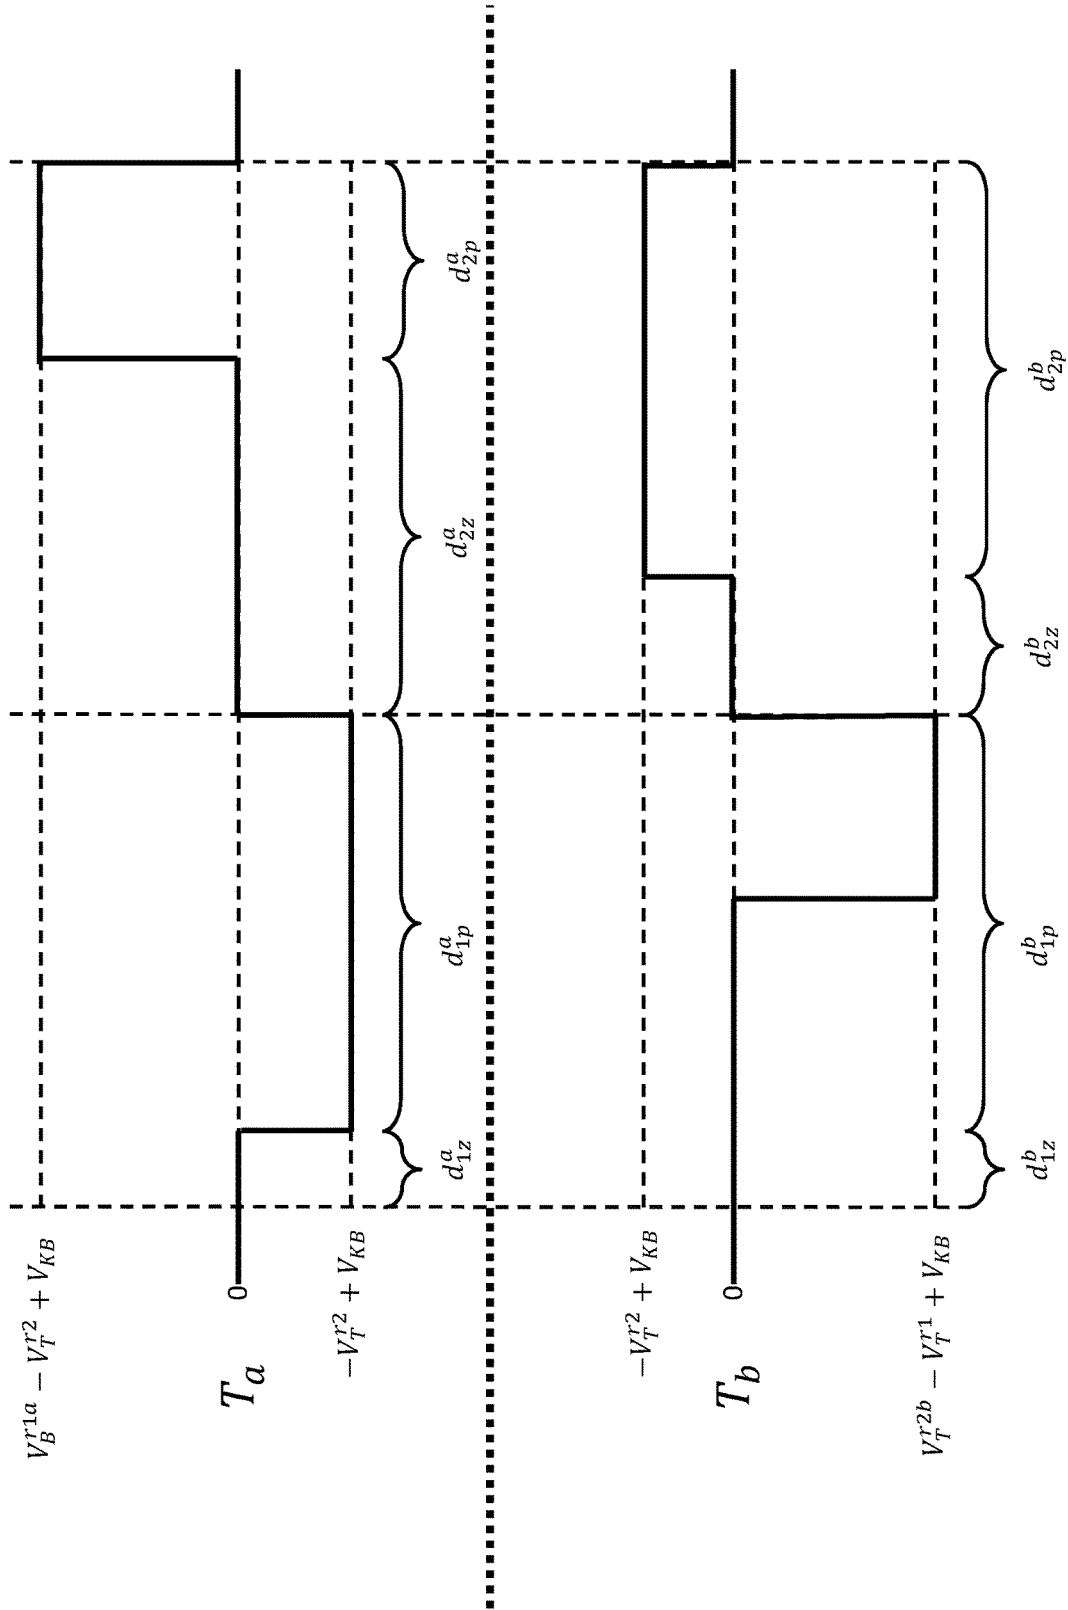 V_B^{r1a} − V_T^{r2} + V_{KB}
0
T_a
−V_T^{r2} + V_{KB}
d_{1z}^a
d_{1p}^a
d_{2z}^a
d_{2p}^a
−V_T^{r2} + V_{KB}
0
T_b
V_T^{r2b} − V_T^{r1} + V_{KB}
d_{1z}^b
d_{1p}^b
d_{2z}^b
d_{2p}^b